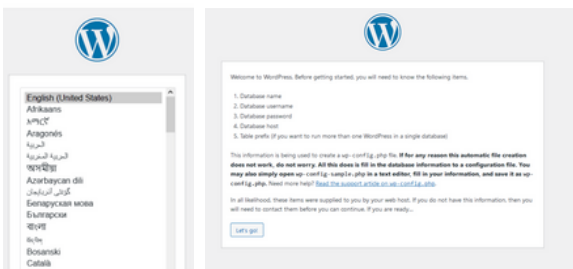 English (United States)
Afrikaans
አማርኛ
Aragonés
العربية
العربية المغربية
অসমীয়া
Azərbaycan dili
گؤنئی آذربایجان
Беларуская мова
Български
বাংলা
བོད་ཡིག
Bosanski
Català
Welcome to WordPress. Before getting started, you will need to know the following items.
1. Database name
2. Database username
3. Database password
4. Database host
5. Table prefix (if you want to run more than one WordPress in a single database)
This information is being used to create a wp-config.php file. If for any reason this automatic file creation
does not work, do not worry. All this does is fill in the database information to a configuration file. You
may also simply open wp-config-sample.php in a text editor, fill in your information, and save it as wp-
config.php. Need more help? Read the support article on wp-config.php.
In all likelihood, these items were supplied to you by your web host. If you do not have this information, then you
will need to contact them before you can continue. If you are ready…
Let's go!